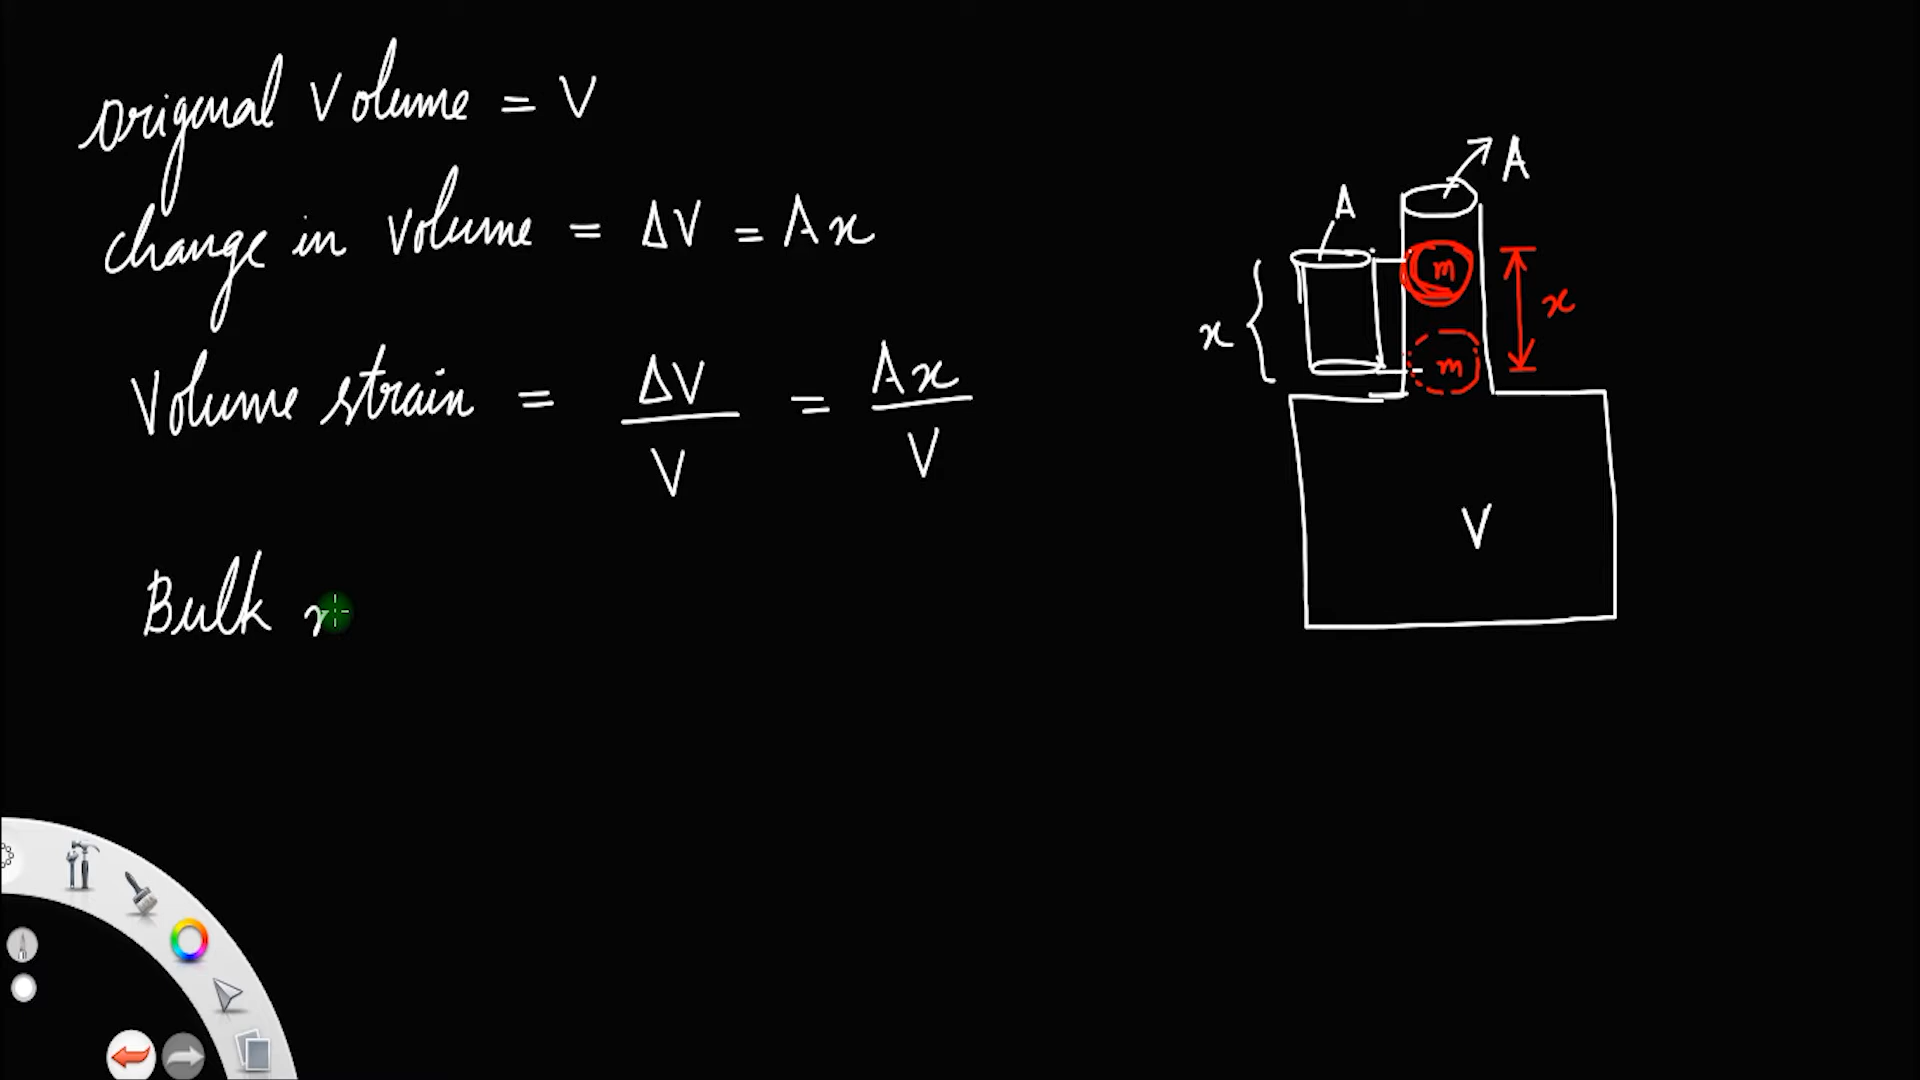 original Volume = V
change in volume = ΔV = Ax
Volume strain = ΔV/V = Ax/V
Bulk
A
A
x
m
x
m
V